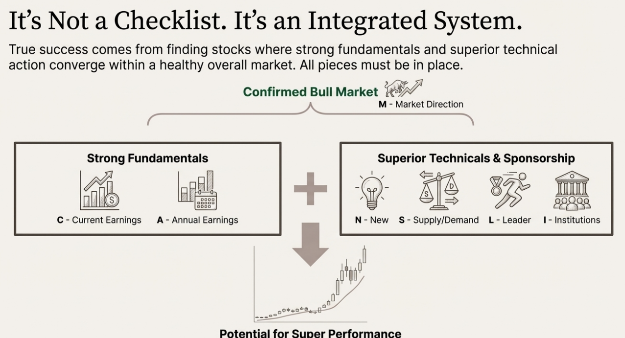 It’s Not a Checklist. It’s an Integrated System.
True success comes from finding stocks where strong fundamentals and superior technical
action converge within a healthy overall market. All pieces must be in place.
Confirmed Bull Market
M - Market Direction
Strong Fundamentals
$
C - Current Earnings
A - Annual Earnings
Superior Technicals & Sponsorship
S
D
N - New
S - Supply/Demand
L - Leader
I - Institutions
Potential for Super Performance